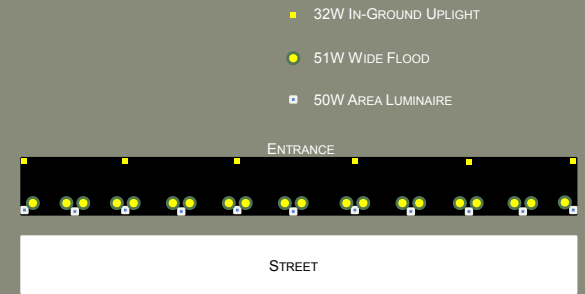 32W In-Ground Uplight
51W Wide Flood
50W Area Luminaire
Entrance
Street